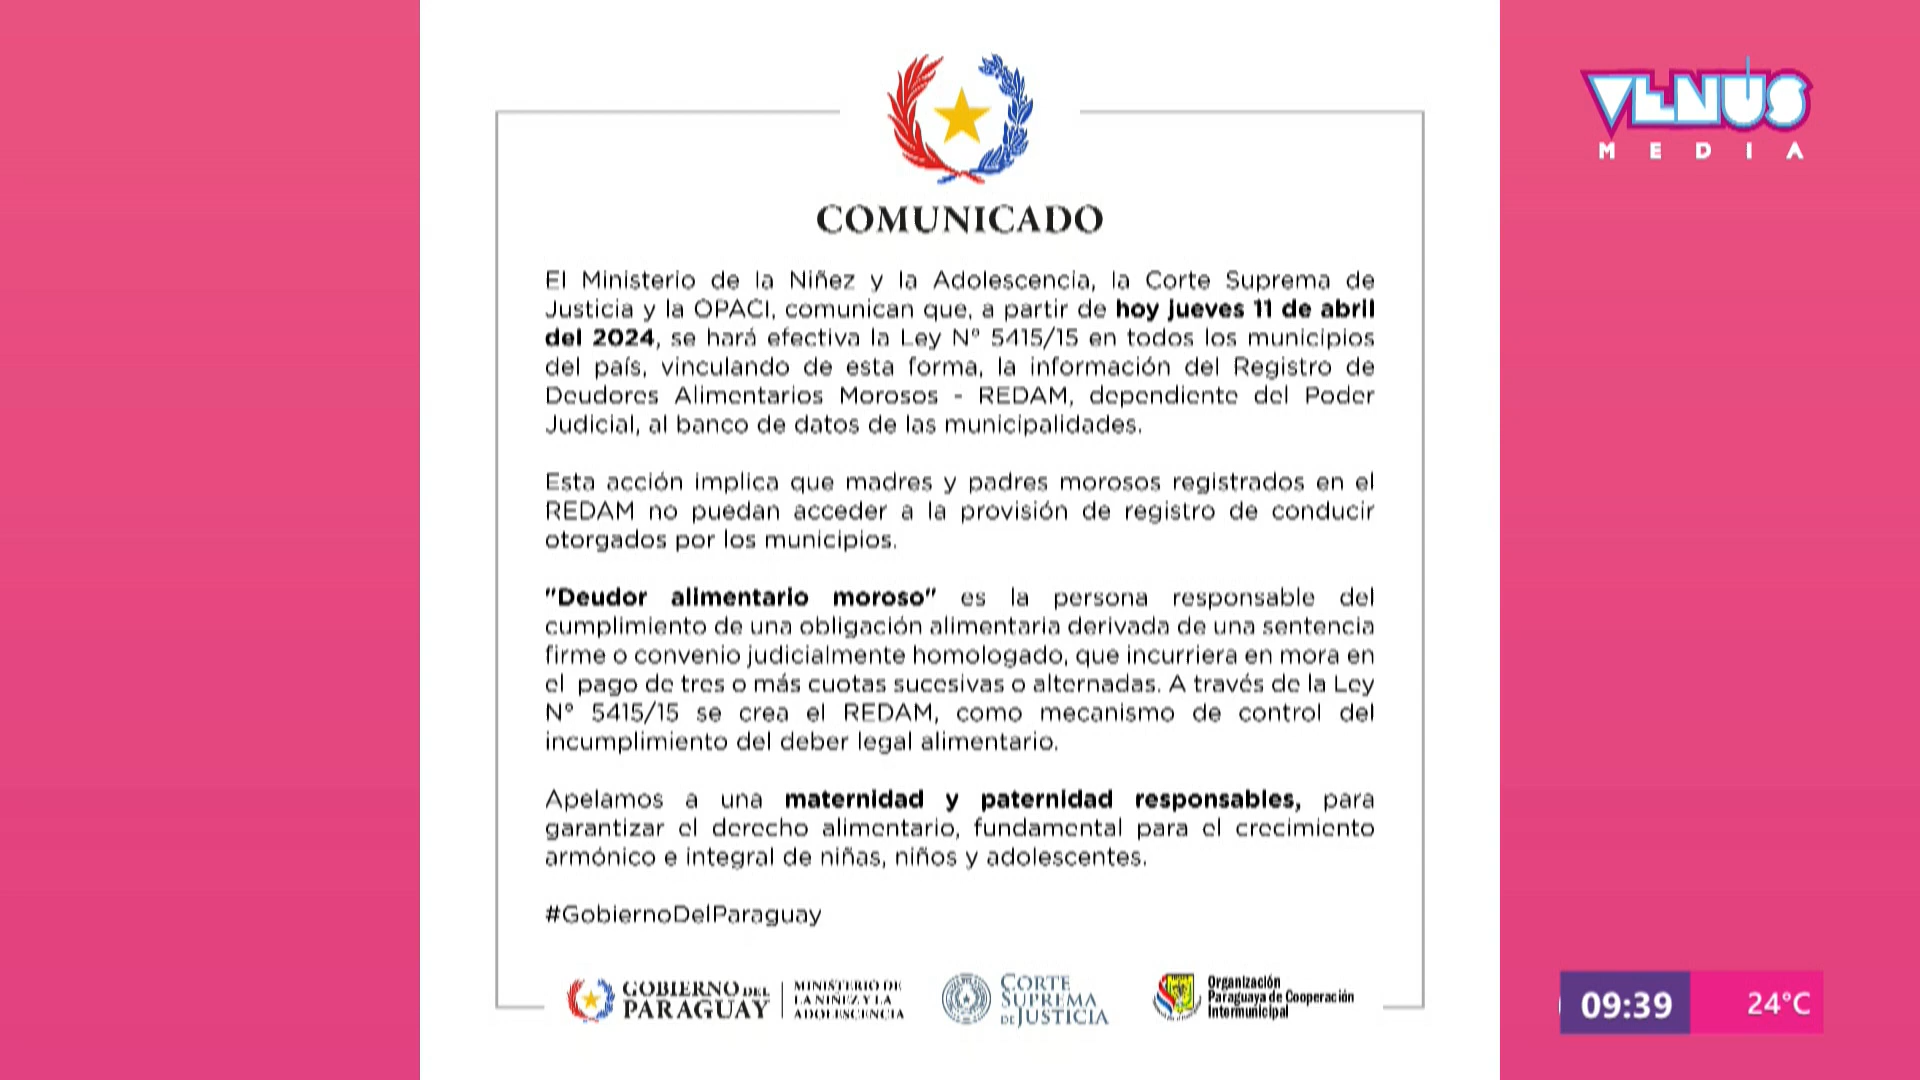 VENUS
MEDIA
COMUNICADO
El Ministerio de la Niñez y la Adolescencia, la Corte Suprema de
Justicia y la OPACI, comunican que, a partir de hoy jueves 11 de abril
del 2024, se hará efectiva la Ley N° 5415/15 en todos los municipios
del país, vinculando de esta forma, la información del Registro de
Deudores Alimentarios Morosos - REDAM, dependiente del Poder
Judicial, al banco de datos de las municipalidades.
Esta acción implica que madres y padres morosos registrados en el
REDAM no puedan acceder a la provisión de registro de conducir
otorgados por los municipios.
"Deudor alimentario moroso" es la persona responsable del
cumplimiento de una obligación alimentaria derivada de una sentencia
firme o convenio judicialmente homologado, que incurriera en mora en
el pago de tres o más cuotas sucesivas o alternadas. A través de la Ley
N° 5415/15 se crea el REDAM, como mecanismo de control del
incumplimiento del deber legal alimentario.
Apelamos a una maternidad y paternidad responsables, para
garantizar el derecho alimentario, fundamental para el crecimiento
armónico e integral de niñas, niños y adolescentes.
#GobiernoDelParaguay
GOBIERNO DEL
PARAGUAY
MINISTERIO DE
LA NIÑEZ Y LA
ADOLESCENCIA
CORTE
SUPREMA
DE JUSTICIA
Organización
Paraguaya de Cooperación
Intermunicipal
09:39
24°C